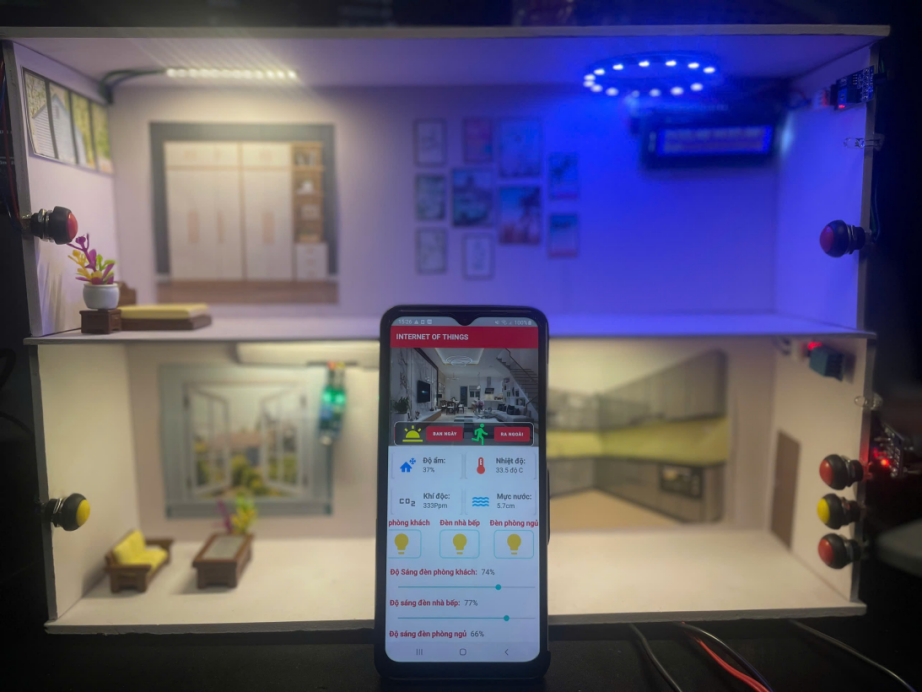 INTERNET OF THINGS
BAN NGÀY
RA NGOÀI
Độ ẩm:
37%
Nhiệt độ:
33.5 độ C
CO2
Khí độc:
333Ppm
Mực nước:
5.7cm
phòng khách
Đèn nhà bếp
Đèn phòng ngủ
Độ Sáng đèn phòng khách: 74%
Độ sáng đèn nhà bếp: 77%
Độ sáng đèn phòng ngủ 66%